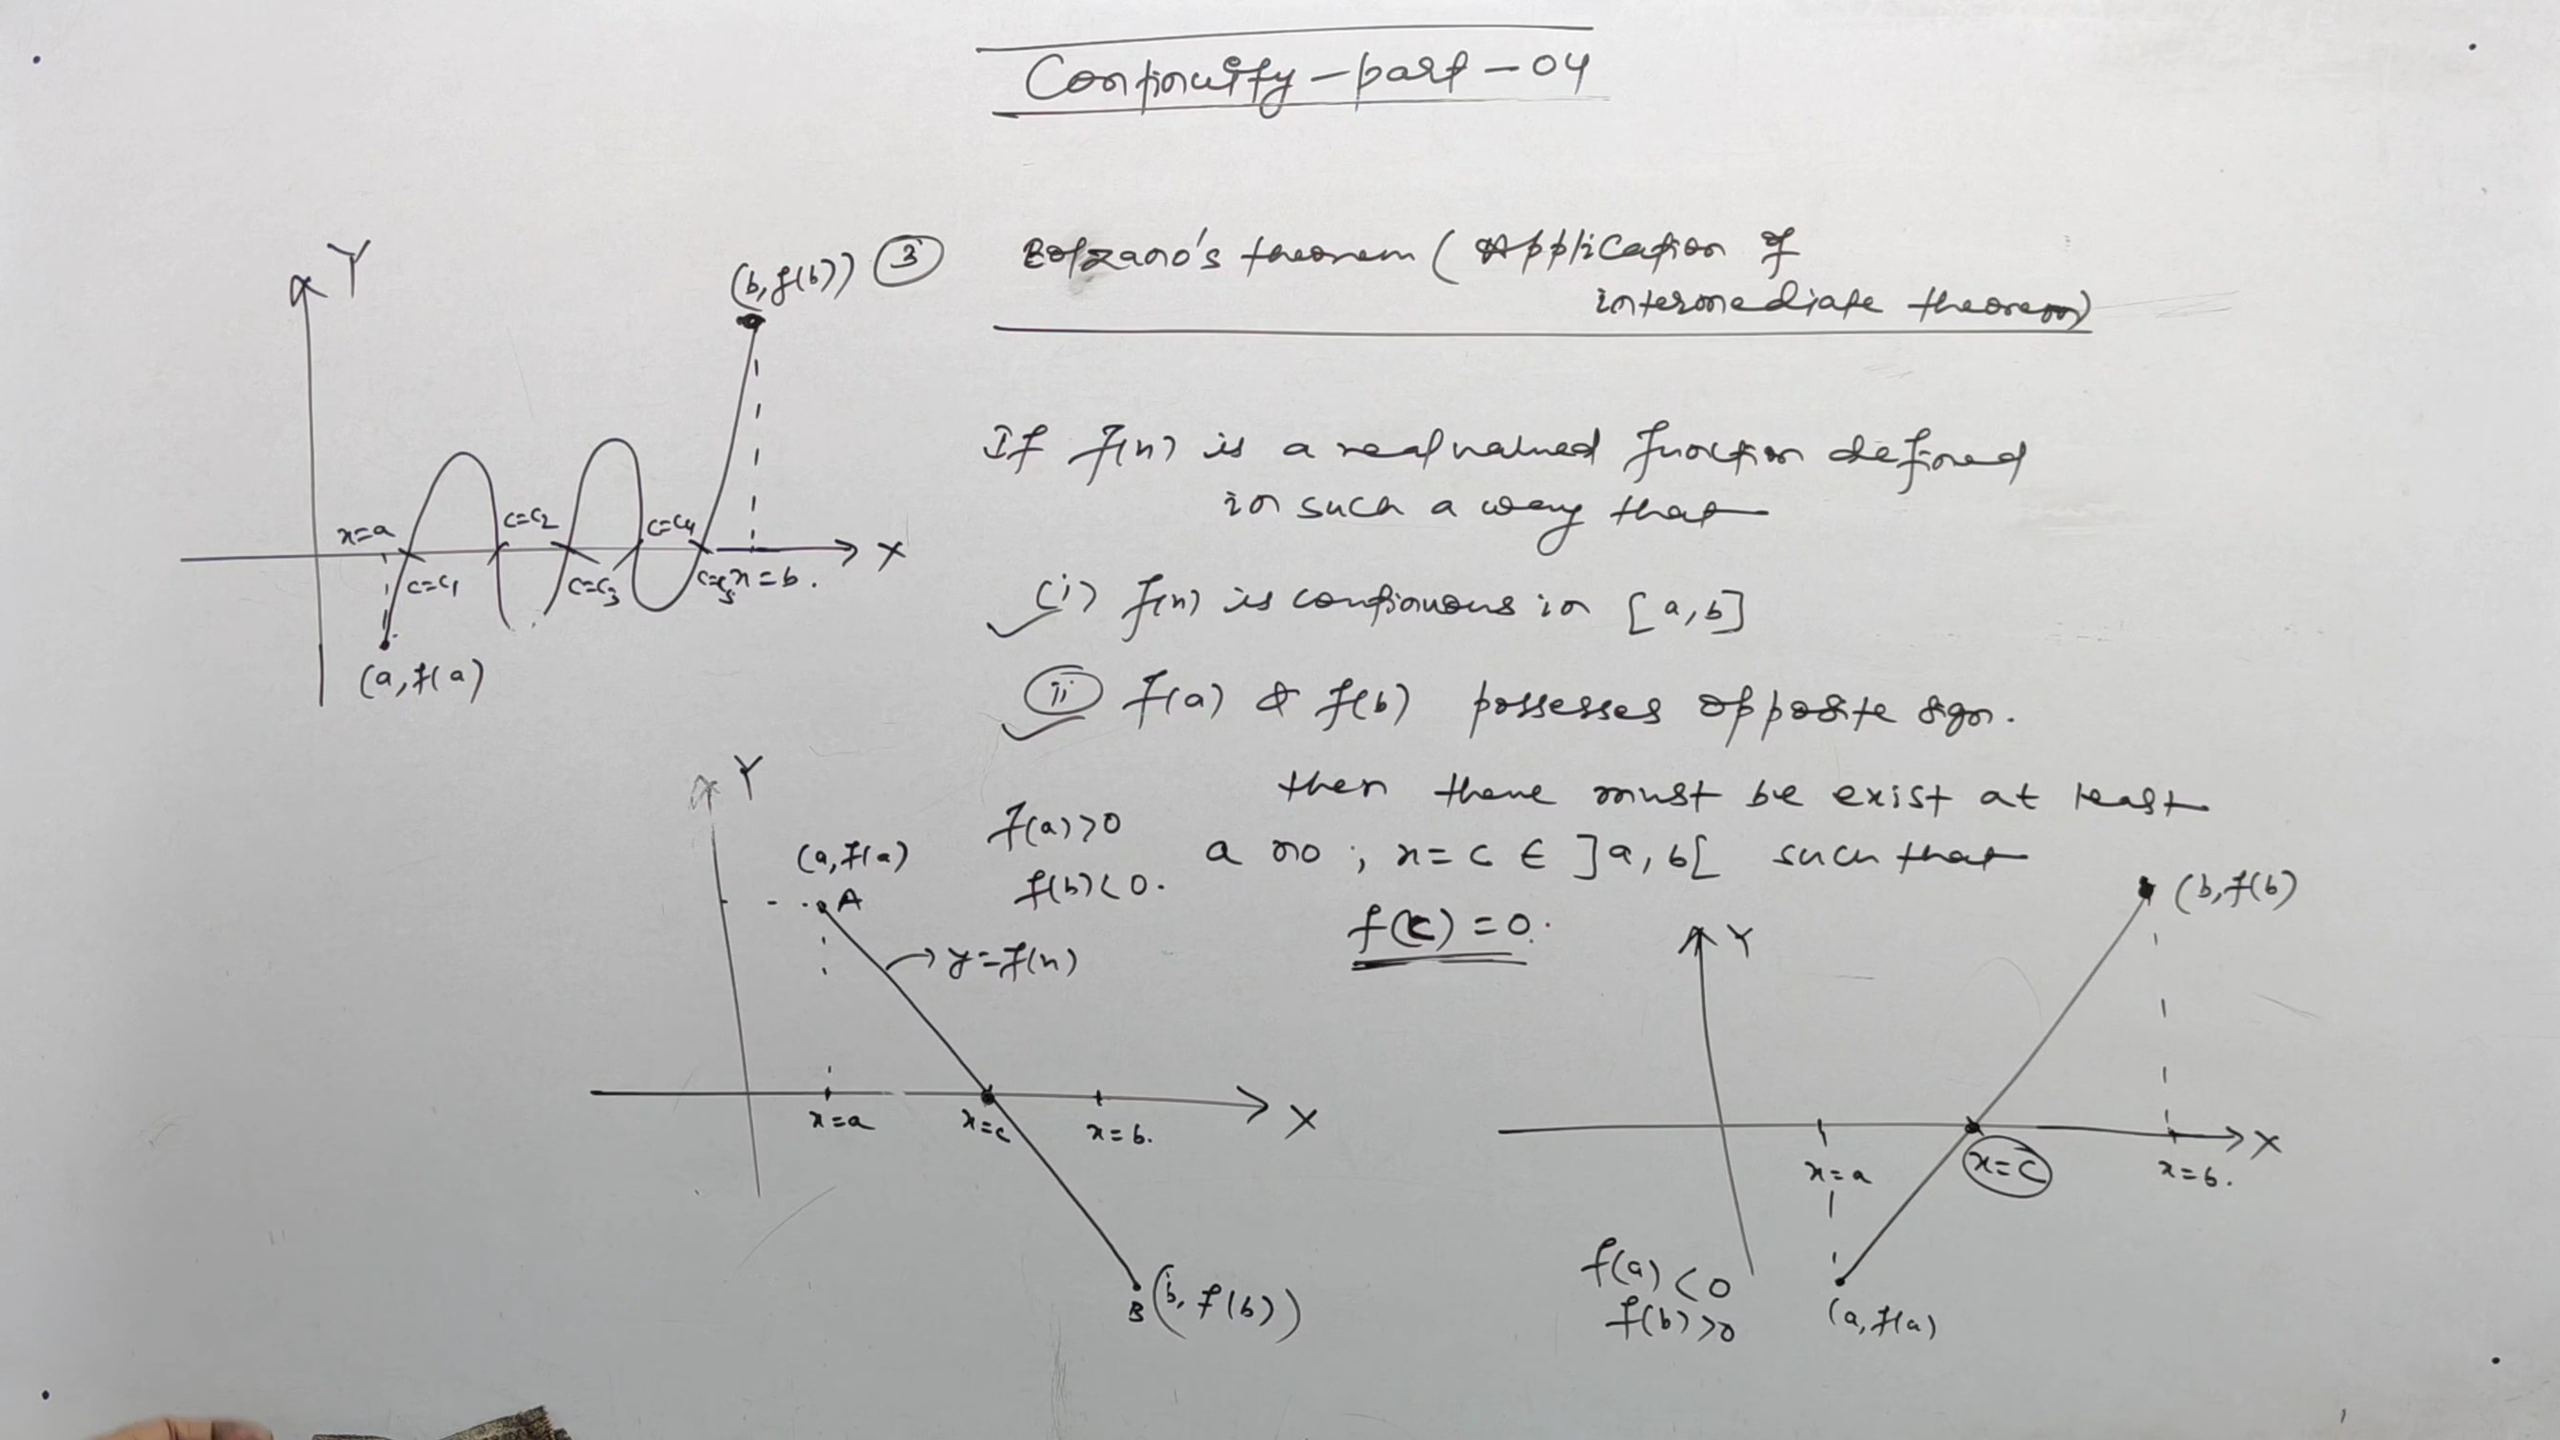 Continuity - part - 04
Y
(b, f(b))
③ Bolzano's theorem (Application of
intermediate theorem)
If f(x) is a real valued function defined
in such a way that
x=a
c=c1
c=c2
c=c3
c=c4
c=c5
x=b.
X
(a, f(a)
(i) f(x) is continuous in [a,b]
(ii) f(a) & f(b) possesses opposite sign.
then there must be exist at least
a no ; x=c ∈ ]a,b[ such that
f(c) = 0.
Y
(a, f(a)
A
f(a)>0
f(b)<0.
y=f(x)
x=a
x=c
x=b.
X
B (b, f(b))
Y
(b, f(b)
x=a
x=c
x=b.
X
f(a) < 0
f(b) >0
(a, f(a)